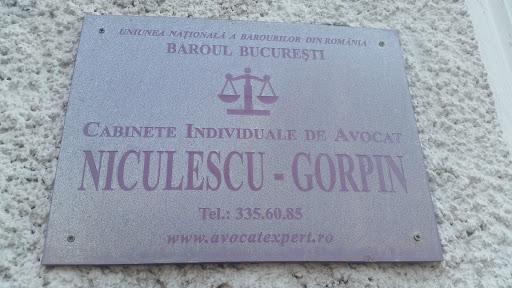 UNIUNEA NAȚIONALĂ A BAROURILOR DIN ROMÂNIA
BAROUL BUCUREȘTI
CABINETE INDIVIDUALE DE AVOCAT
NICULESCU - GORPIN
Tel.: 335.60.85
www.avocatexpert.ro